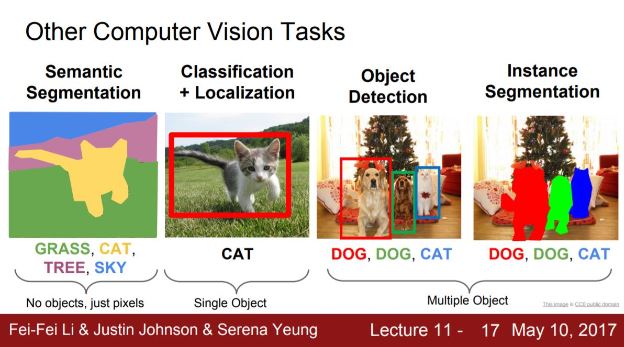 Other Computer Vision Tasks
Semantic
Segmentation
Classification
+ Localization
Object
Detection
Instance
Segmentation
GRASS, CAT,
TREE, SKY
CAT
DOG, DOG, CAT
DOG, DOG, CAT
No objects, just pixels
Single Object
Multiple Object
This image is CC0 public domain
Fei-Fei Li & Justin Johnson & Serena Yeung
Lecture 11 - 17 May 10, 2017